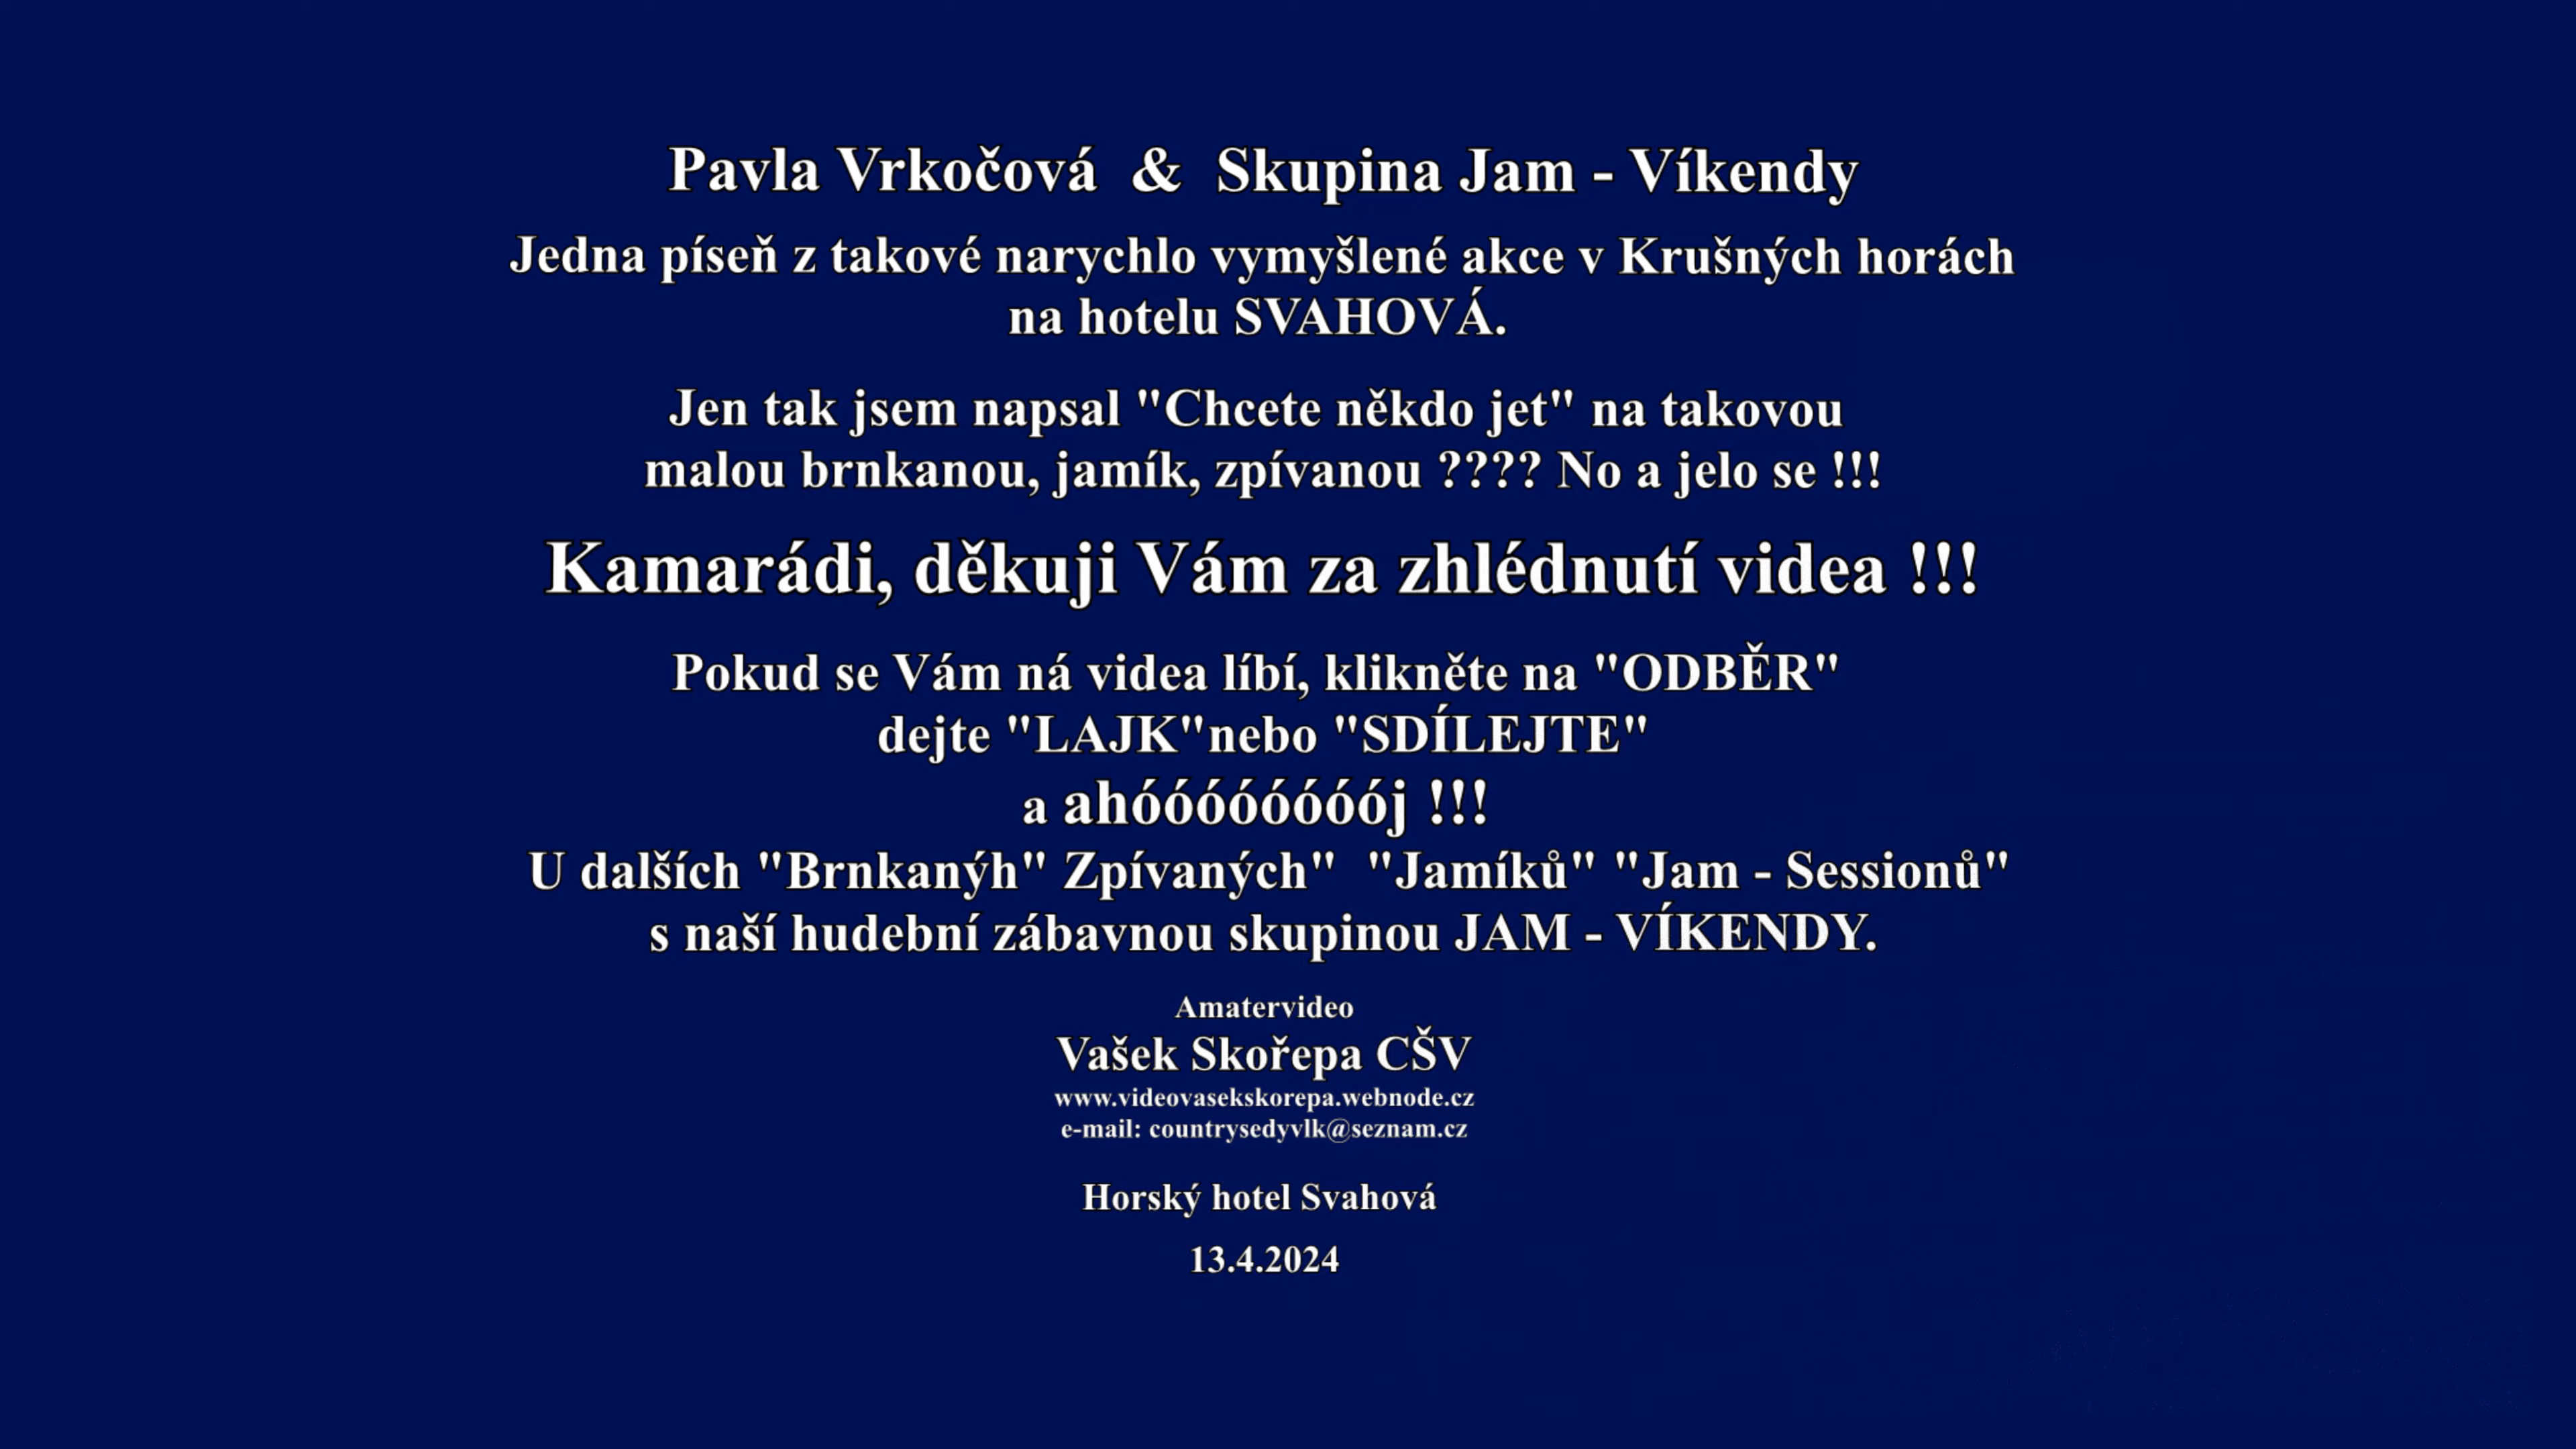 Pavla Vrkočová  &  Skupina Jam - Víkendy
Jedna píseň z takové narychlo vymyšlené akce v Krušných horách
na hotelu SVAHOVÁ.
Jen tak jsem napsal "Chcete někdo jet" na takovou
malou brnkanou, jamík, zpívanou ???? No a jelo se !!!
Kamarádi, děkuji Vám za zhlédnutí videa !!!
Pokud se Vám ná videa líbí, klikněte na "ODBĚR"
dejte "LAJK"nebo "SDÍLEJTE"
a ahóóóóóóóój !!!
U dalších "Brnkanýh" Zpívaných"  "Jamíků" "Jam - Sessionů"
s naší hudební zábavnou skupinou JAM - VÍKENDY.
Amatervideo
Vašek Skořepa CŠV
www.videovasekskorepa.webnode.cz
e-mail: countrysedyvlk@seznam.cz
Horský hotel Svahová
13.4.2024